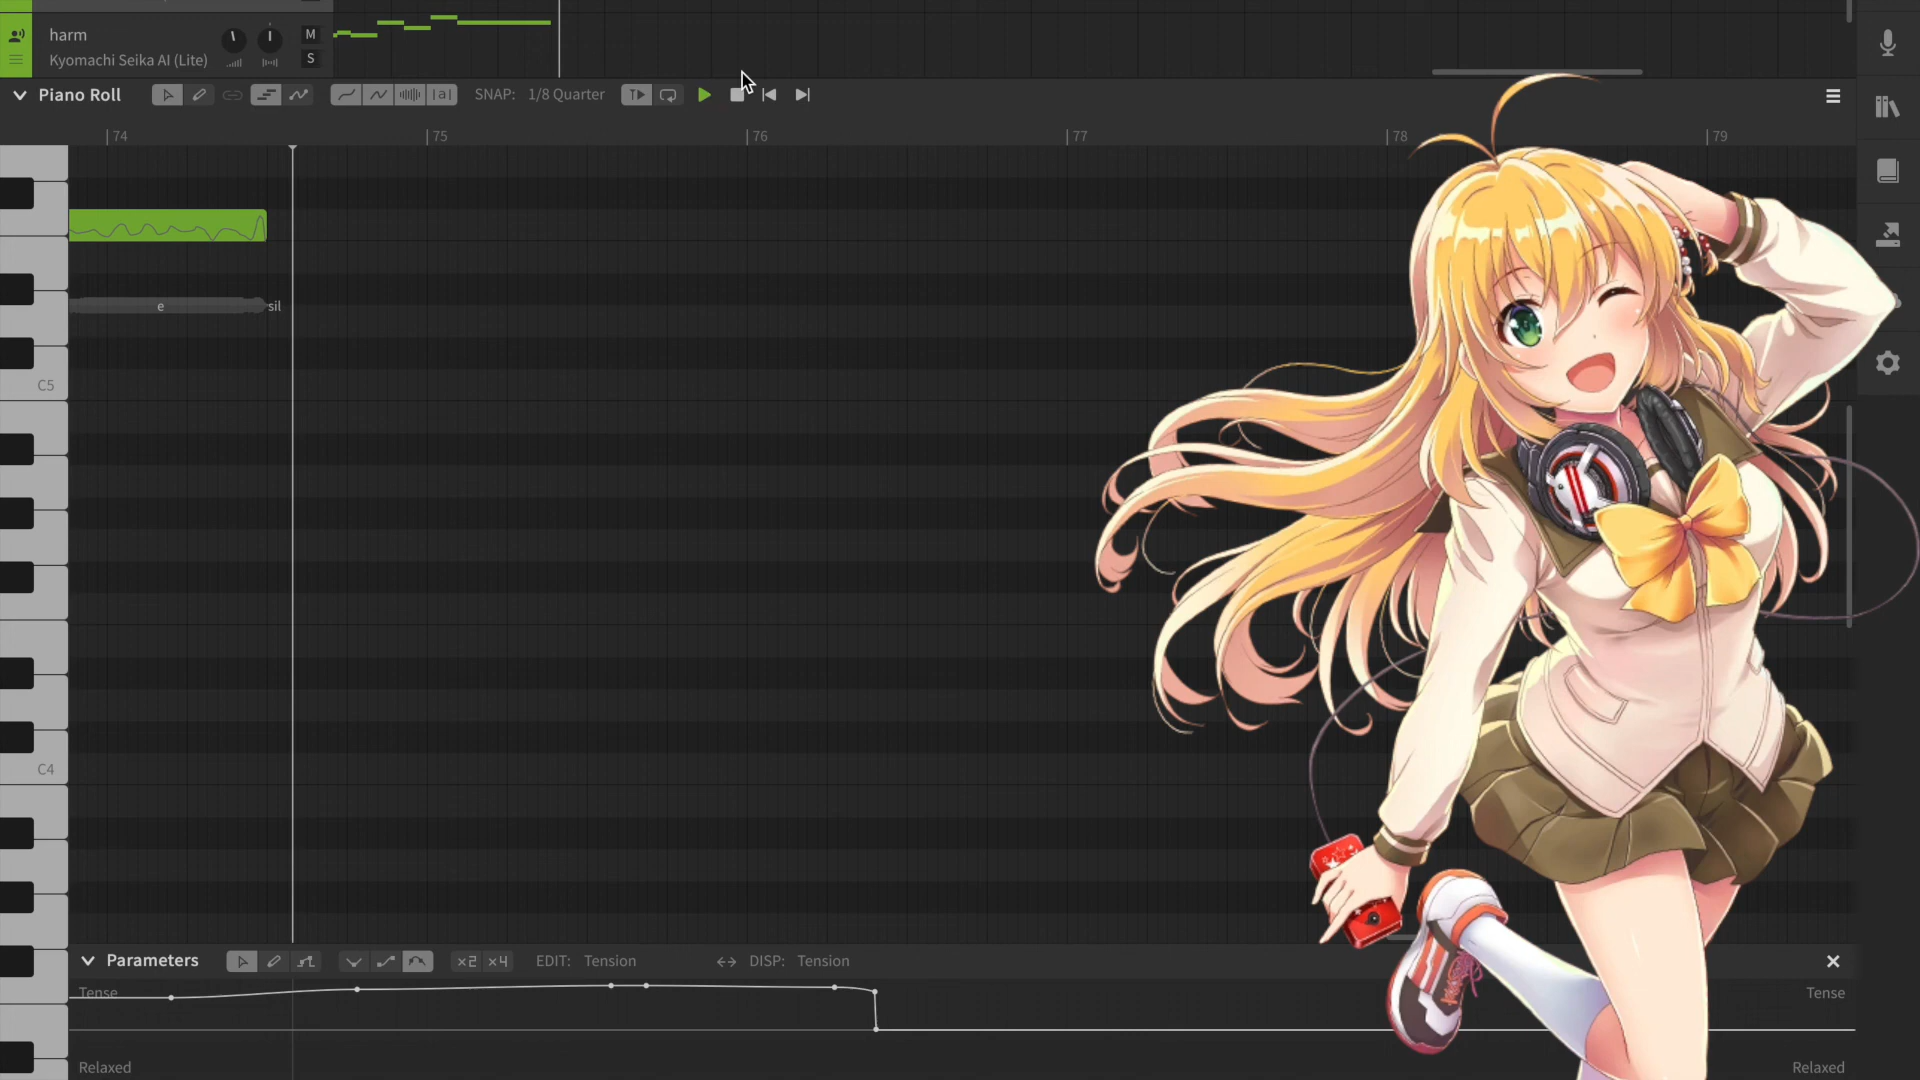 harm
M
Kyomachi Seika AI (Lite)
S
Piano Roll
[a]
SNAP: 1/8 Quarter
74
75
76
77
78
79
e
sil
C5
C4
Parameters
×2 ×4
EDIT: Tension
DISP: Tension
Tense
Tense
Relaxed
Relaxed